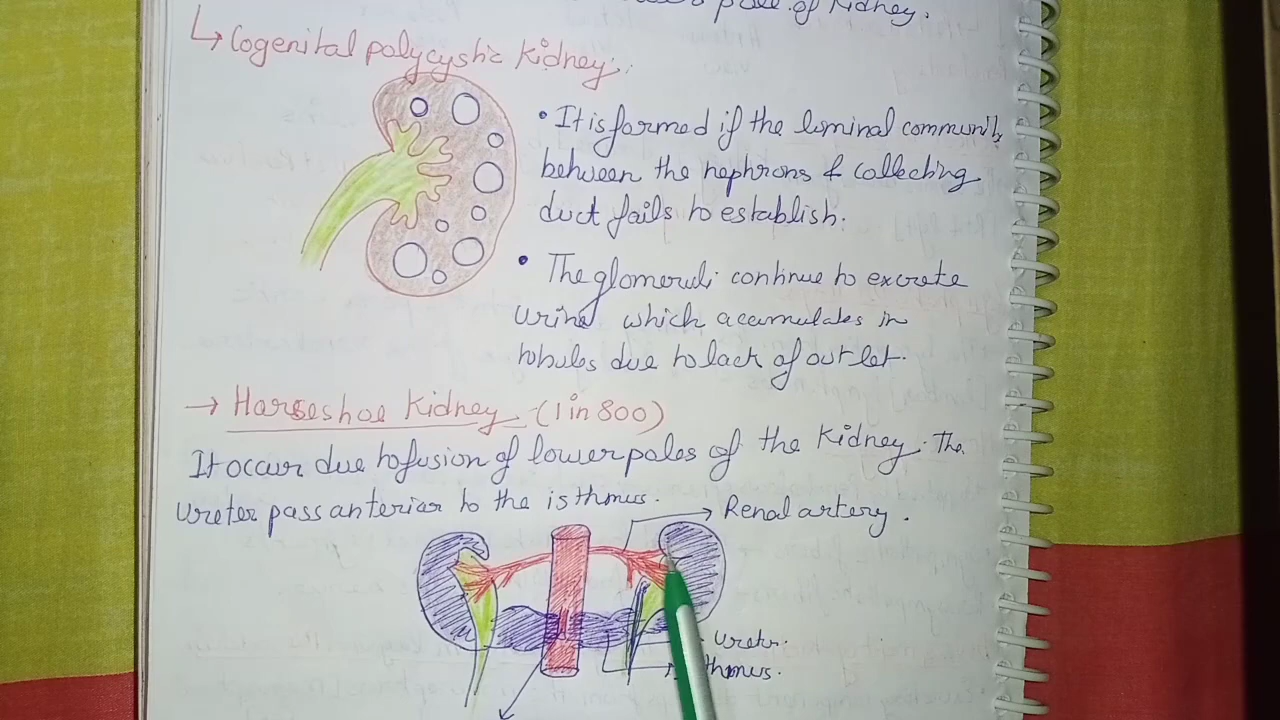 pole of kidney.
↳ Cogenital polycystic kidney:
• It is formed if the luminal community
between the nephrons & collecting
duct fails to establish.
• The glomeruli continue to excrete
urine which acamulates in
tobules due to lack of outlet.
→ Horseshoe kidney - (1 in 800)
It occur due to fusion of lower poles of the kidney. The
ureter pass anterior to the isthmus.
Renal artery.
Ureter.
thmus.